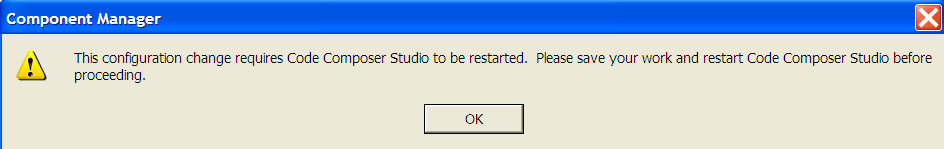 Component Manager
This configuration change requires Code Composer Studio to be restarted.  Please save your work and restart Code Composer Studio before
proceeding.
OK